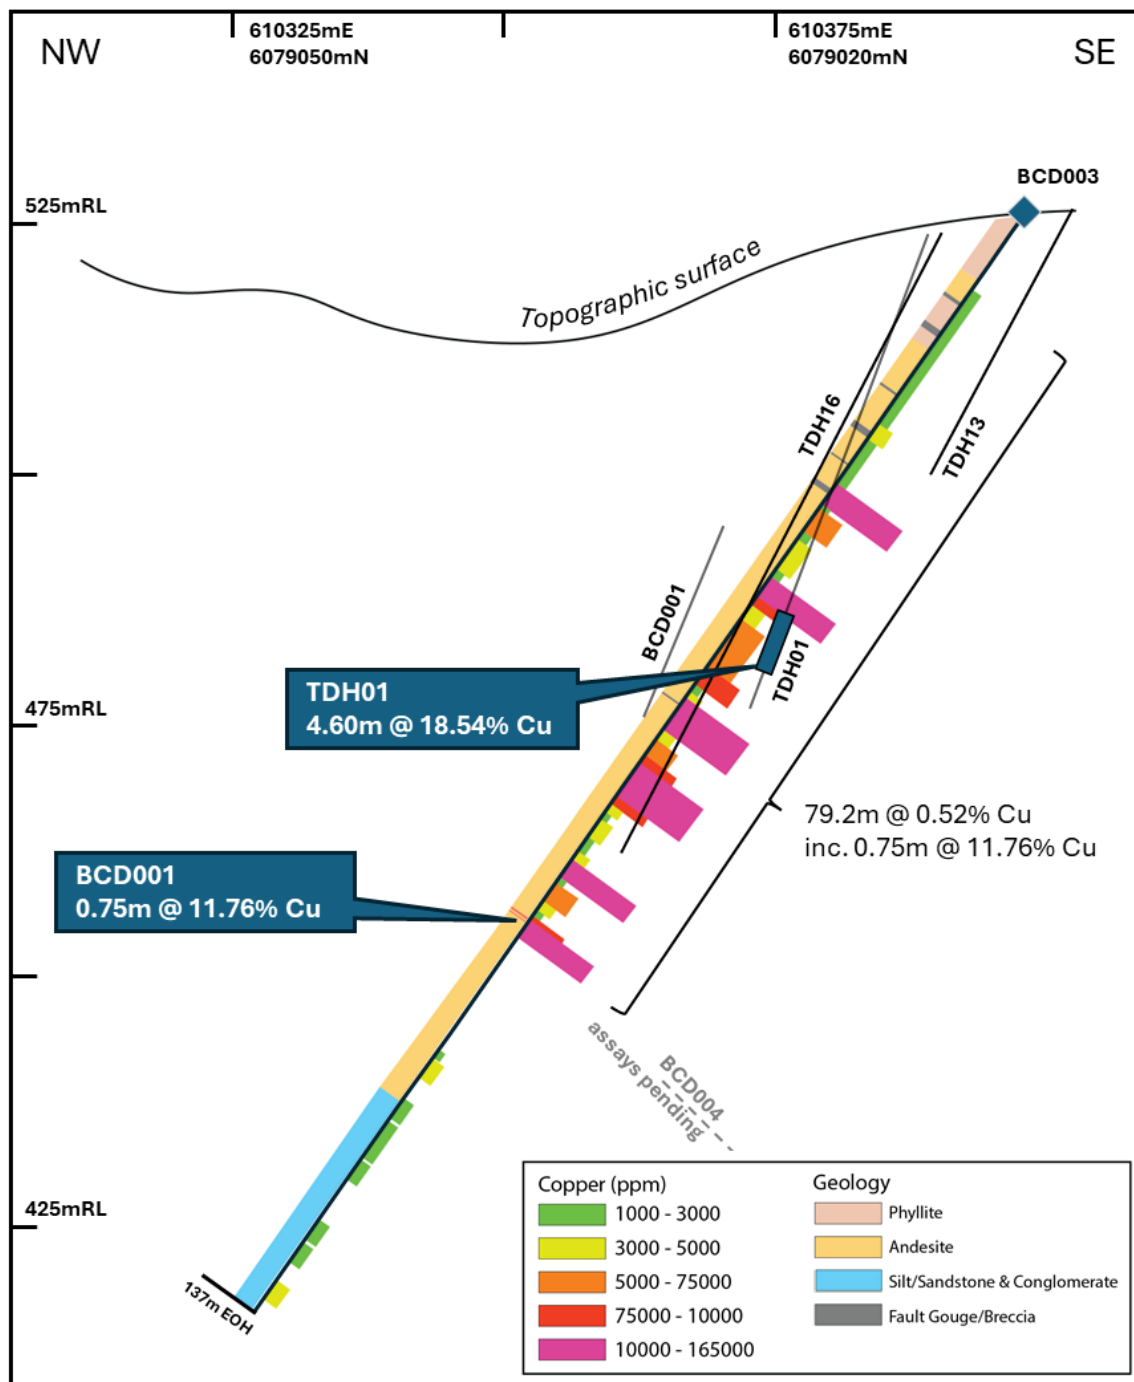 NW
610325mE
6079050mN
610375mE
6079020mN
SE
BCD003
525mRL
Topographic surface
TDH16
TDH13
BCD001
TDH01
TDH01
4.60m @ 18.54% Cu
475mRL
79.2m @ 0.52% Cu
inc. 0.75m @ 11.76% Cu
BCD001
0.75m @ 11.76% Cu
BCD004
assays pending
425mRL
137m EOH
Copper (ppm)
1000 - 3000
3000 - 5000
5000 - 75000
75000 - 10000
10000 - 165000
Geology
Phyllite
Andesite
Silt/Sandstone & Conglomerate
Fault Gouge/Breccia